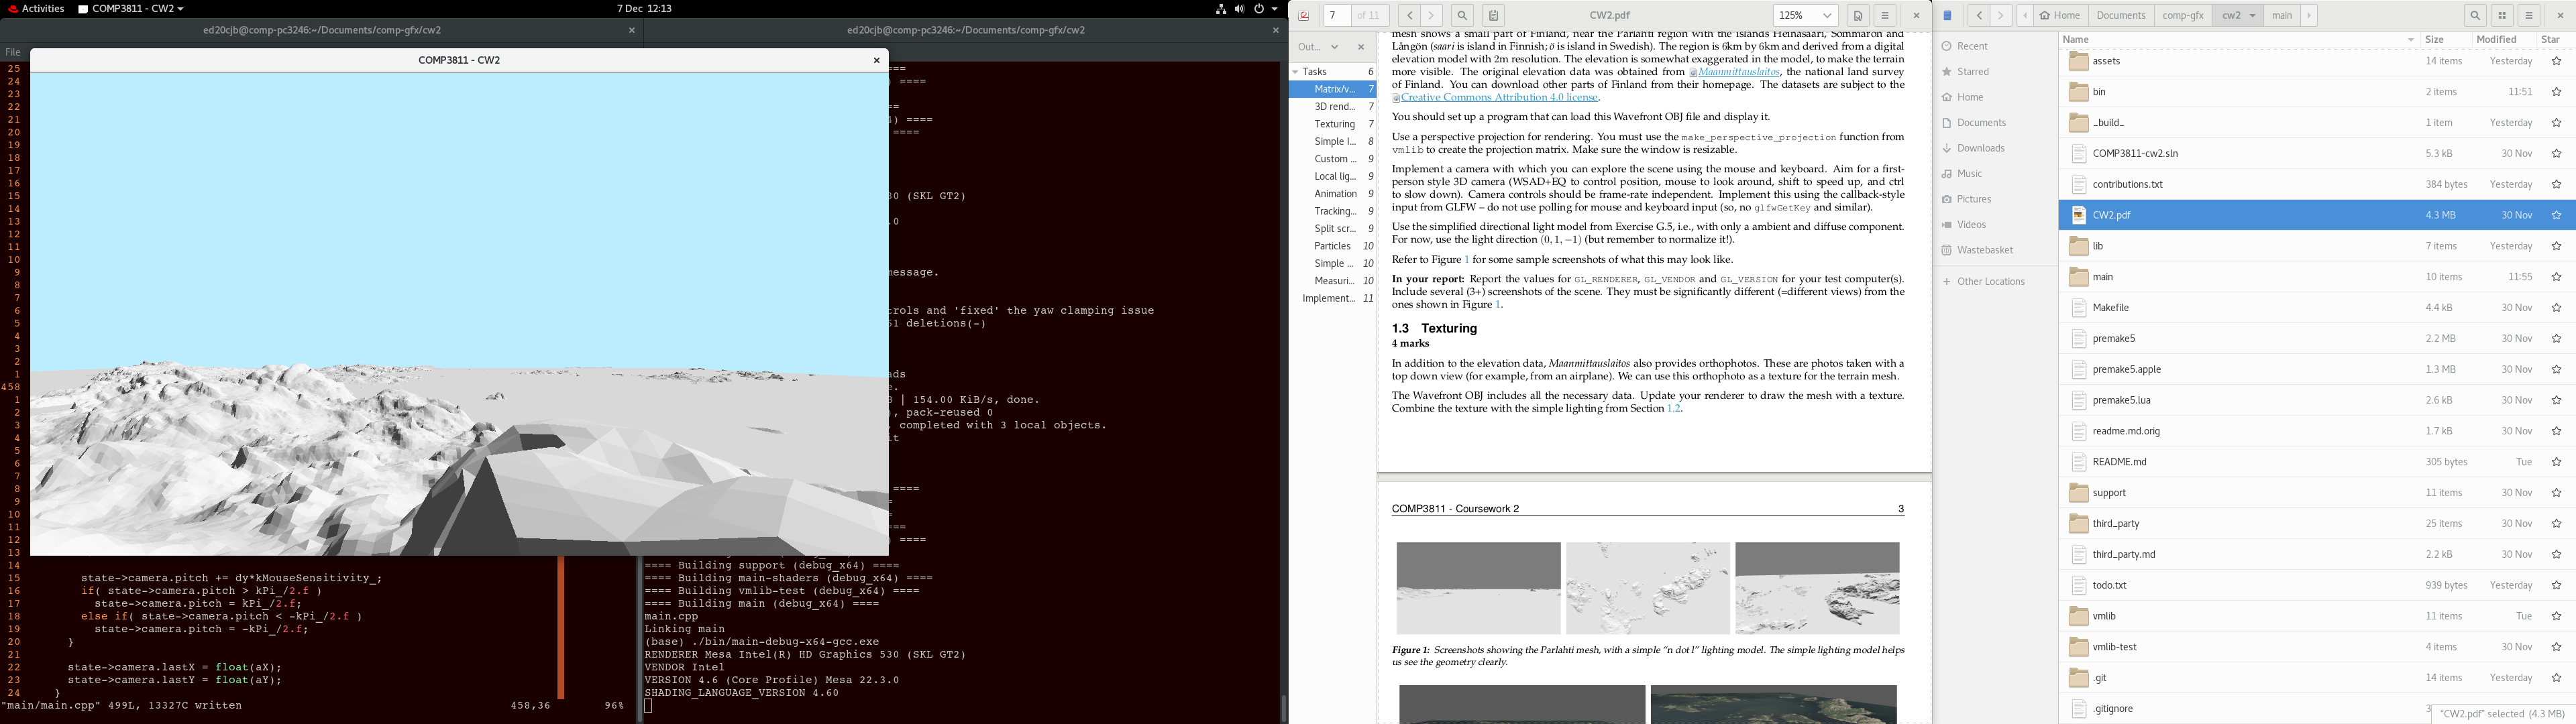 Activities COMP3811 - CW2 7 Dec 12:13
ed20cjb@comp-pc3246:~/Documents/comp-gfx/cw2
File
COMP3811 - CW2
25
24
23
22
21
20
19
18
17
16
15
14
13
12
11
10
9
8
7
6
5
4
3
2
1
458
1
2
3
4
5
6
7
8
9
10
11
12
13
14
15 state->camera.pitch += dy*kMouseSensitivity_;
16 if( state->camera.pitch > kPi_/2.f )
17 state->camera.pitch = kPi_/2.f;
18 else if( state->camera.pitch < -kPi_/2.f )
19 state->camera.pitch = -kPi_/2.f;
20 }
21
22 state->camera.lastX = float(aX);
23 state->camera.lastY = float(aY);
24 }
"main/main.cpp" 499L, 13327C written 458,36 96%
ed20cjb@comp-pc3246:~/Documents/comp-gfx/cw2
===
) ====
==
) ====
====
0 (SKL GT2)
.0
essage.
trols and 'fixed' the yaw clamping issue
51 deletions(-)
ads
e.
3 | 154.00 KiB/s, done.
), pack-reused 0
, completed with 3 local objects.
it
====
==
===
====
==== Building support (debug_x64) ====
==== Building main-shaders (debug_x64) ====
==== Building vmlib-test (debug_x64) ====
==== Building main (debug_x64) ====
main.cpp
Linking main
(base) ./bin/main-debug-x64-gcc.exe
RENDERER Mesa Intel(R) HD Graphics 530 (SKL GT2)
VENDOR Intel
VERSION 4.6 (Core Profile) Mesa 22.3.0
SHADING_LANGUAGE_VERSION 4.60
7 of 11 CW2.pdf 125%
Out...
Tasks 6
Matrix/v... 7
3D rend... 7
Texturing 7
Simple l... 8
Custom ... 9
Local lig... 9
Animation 9
Tracking... 9
Split scr... 9
Particles 10
Simple ... 10
Measuri... 10
Implement... 11
mesh shows a small part of Finland, near the Parlahti region with the islands Heinäsaari, Sommaron and
Långön (saari is island in Finnish; ö is island in Swedish). The region is 6km by 6km and derived from a digital
elevation model with 2m resolution. The elevation is somewhat exaggerated in the model, to make the terrain
more visible. The original elevation data was obtained from Maanmittauslaitos, the national land survey
of Finland. You can download other parts of Finland from their homepage. The datasets are subject to the
Creative Commons Attribution 4.0 license.
You should set up a program that can load this Wavefront OBJ file and display it.
Use a perspective projection for rendering. You must use the make_perspective_projection function from
vmlib to create the projection matrix. Make sure the window is resizable.
Implement a camera with which you can explore the scene using the mouse and keyboard. Aim for a first-
person style 3D camera (WSAD+EQ to control position, mouse to look around, shift to speed up, and ctrl
to slow down). Camera controls should be frame-rate independent. Implement this using the callback-style
input from GLFW – do not use polling for mouse and keyboard input (so, no glfwGetKey and similar).
Use the simplified directional light model from Exercise G.5, i.e., with only a ambient and diffuse component.
For now, use the light direction (0, 1, −1) (but remember to normalize it!).
Refer to Figure 1 for some sample screenshots of what this may look like.
In your report: Report the values for GL_RENDERER, GL_VENDOR and GL_VERSION for your test computer(s).
Include several (3+) screenshots of the scene. They must be significantly different (=different views) from the
ones shown in Figure 1.
1.3 Texturing
4 marks
In addition to the elevation data, Maanmittauslaitos also provides orthophotos. These are photos taken with a
top down view (for example, from an airplane). We can use this orthophoto as a texture for the terrain mesh.
The Wavefront OBJ includes all the necessary data. Update your renderer to draw the mesh with a texture.
Combine the texture with the simple lighting from Section 1.2.
COMP3811 - Coursework 2 3
Figure 1: Screenshots showing the Parlahti mesh, with a simple “n dot l” lighting model. The simple lighting model helps
us see the geometry clearly.
Home Documents comp-gfx cw2 main
Recent
Starred
Home
Documents
Downloads
Music
Pictures
Videos
Wastebasket
Other Locations
Name Size Modified Star
assets 14 items Yesterday
bin 2 items 11:51
_build_ 1 item Yesterday
COMP3811-cw2.sln 5.3 kB 30 Nov
contributions.txt 384 bytes Yesterday
CW2.pdf 4.3 MB 30 Nov
lib 7 items Yesterday
main 10 items 11:55
Makefile 4.4 kB 30 Nov
premake5 2.2 MB 30 Nov
premake5.apple 1.3 MB 30 Nov
premake5.lua 2.6 kB 30 Nov
readme.md.orig 1.7 kB 30 Nov
README.md 305 bytes Tue
support 11 items 30 Nov
third_party 25 items 30 Nov
third_party.md 2.2 kB 30 Nov
todo.txt 939 bytes Yesterday
vmlib 11 items Tue
vmlib-test 4 items 30 Nov
.git 14 items Yesterday
.gitignore 3
"CW2.pdf" selected (4.3 MB)